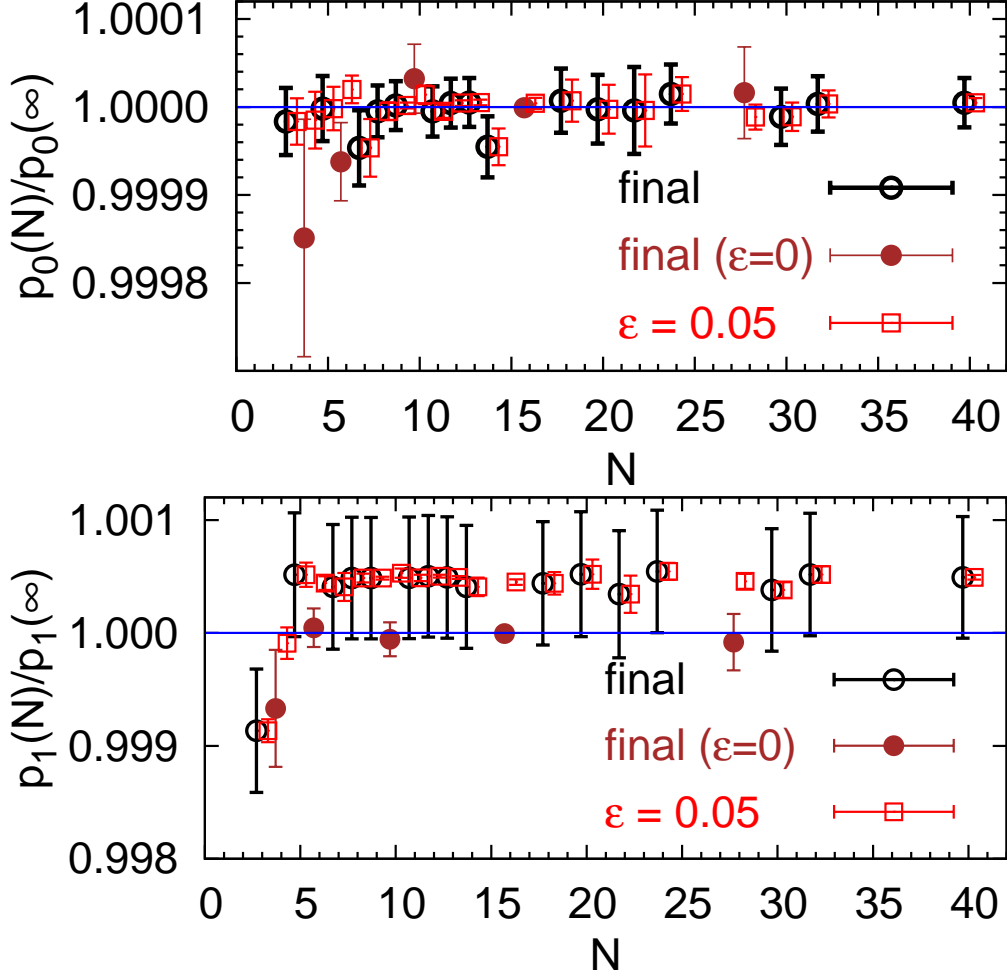 1.0001
1.0000
0.9999
0.9998
p0(N)/p0(∞)
final
final (ε=0)
ε = 0.05
0 5 10 15 20 25 30 35 40
N
1.001
1.000
0.999
0.998
p1(N)/p1(∞)
final
final (ε=0)
ε = 0.05
0 5 10 15 20 25 30 35 40
N